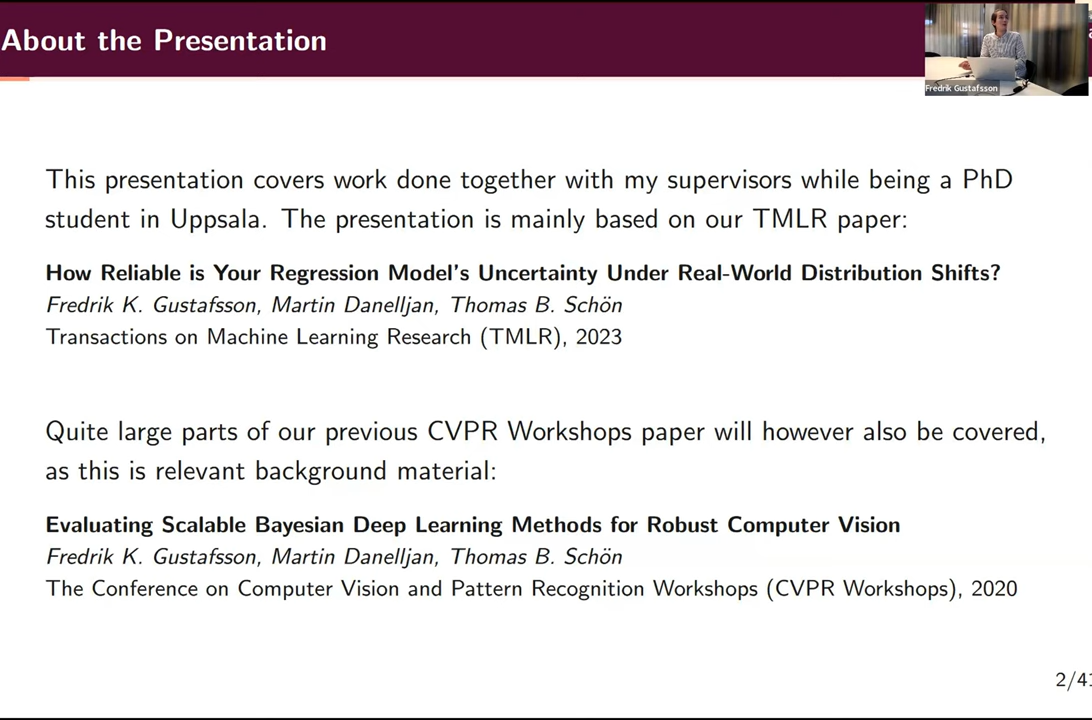 About the Presentation
Fredrik Gustafsson
This presentation covers work done together with my supervisors while being a PhD
student in Uppsala. The presentation is mainly based on our TMLR paper:
How Reliable is Your Regression Model's Uncertainty Under Real-World Distribution Shifts?
Fredrik K. Gustafsson, Martin Danelljan, Thomas B. Schön
Transactions on Machine Learning Research (TMLR), 2023
Quite large parts of our previous CVPR Workshops paper will however also be covered,
as this is relevant background material:
Evaluating Scalable Bayesian Deep Learning Methods for Robust Computer Vision
Fredrik K. Gustafsson, Martin Danelljan, Thomas B. Schön
The Conference on Computer Vision and Pattern Recognition Workshops (CVPR Workshops), 2020
2/41